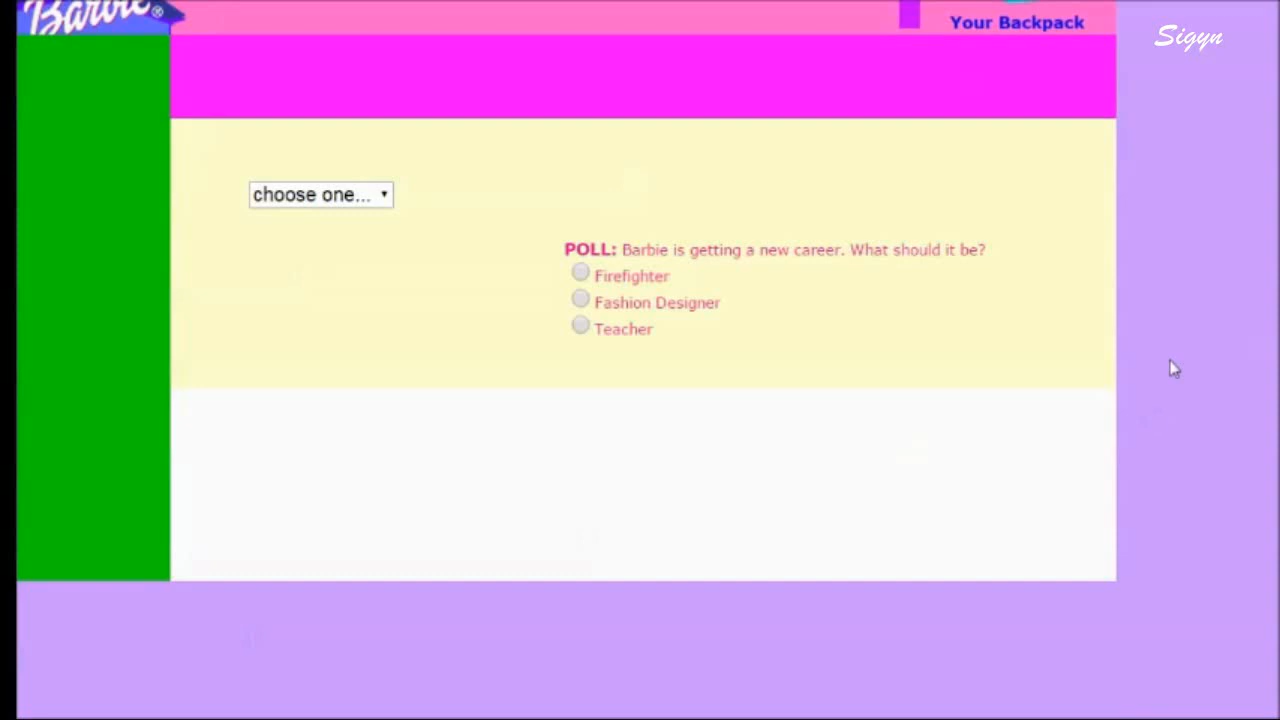 Barbie®
Your Backpack
Sigyn
choose one...
POLL: Barbie is getting a new career. What should it be?
Firefighter
Fashion Designer
Teacher